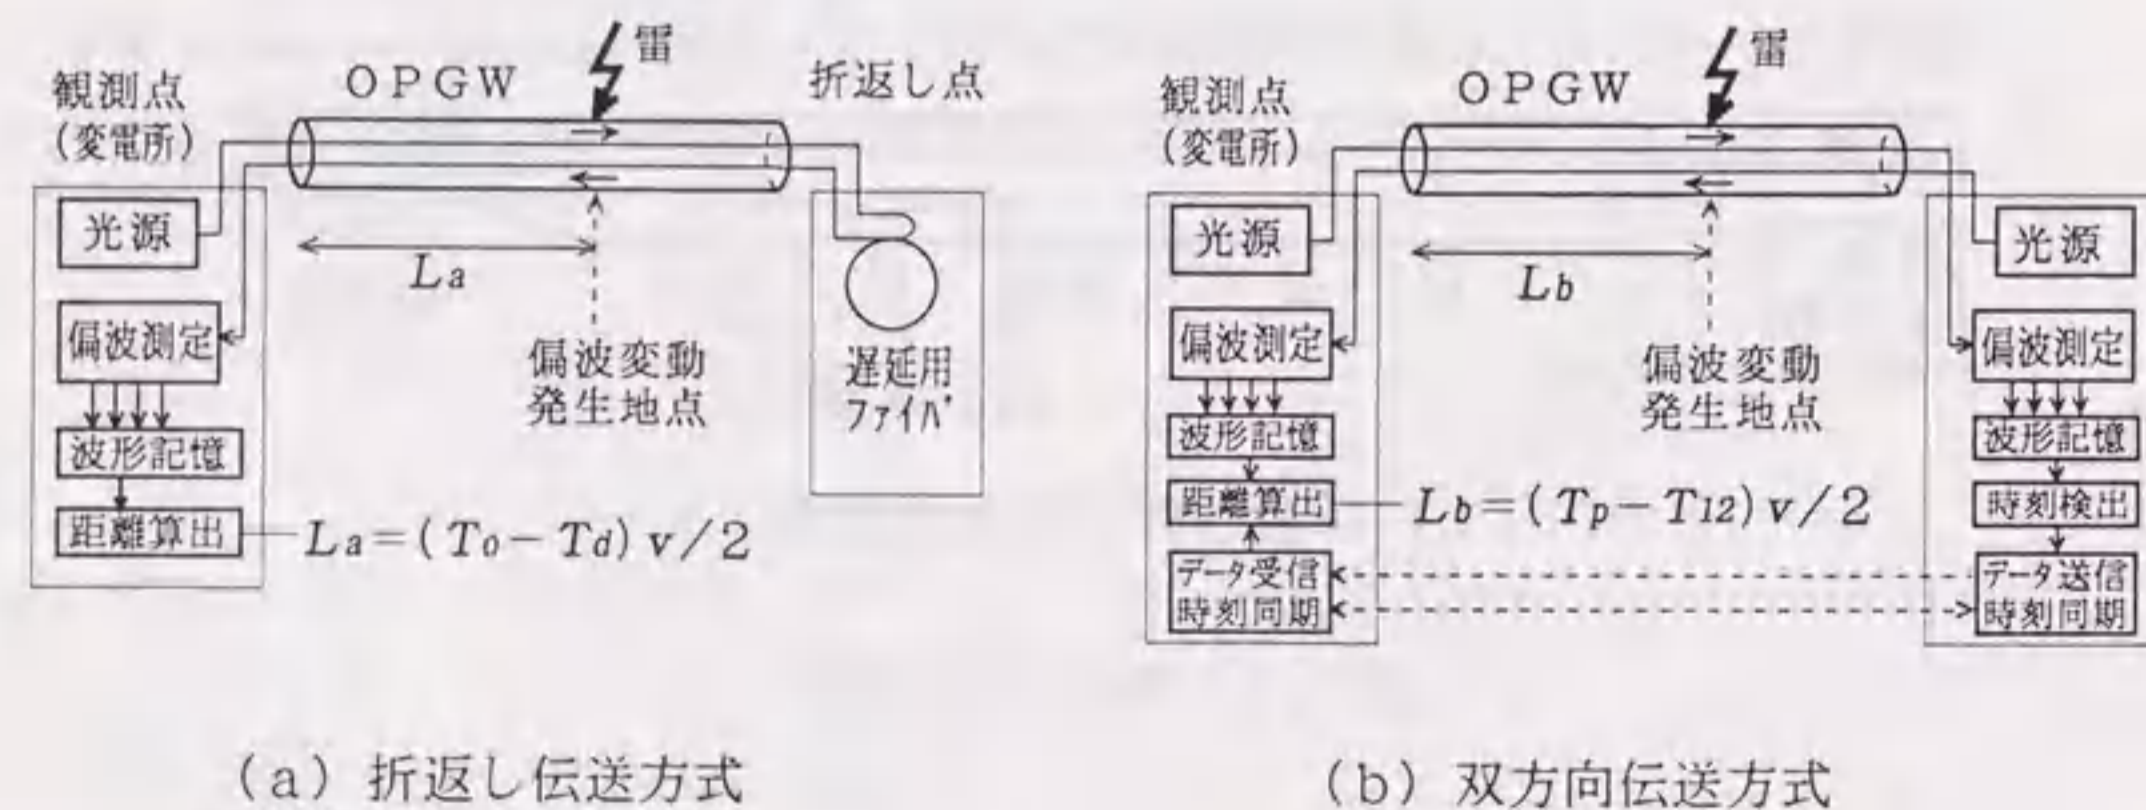 雷
OPGW
折返し点
観測点
(変電所)
光源
La
偏波測定
偏波変動
発生地点
遅延用
ファイバ
波形記憶
距離算出
La=(To-Td)v/2
(a) 折返し伝送方式
雷
OPGW
観測点
(変電所)
光源
光源
Lb
偏波測定
偏波測定
偏波変動
発生地点
波形記憶
波形記憶
距離算出
Lb=(Tp-T12)v/2
時刻検出
データ受信
時刻同期
データ送信
時刻同期
(b) 双方向伝送方式